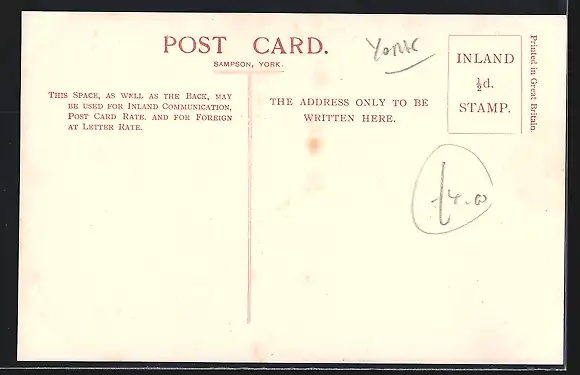 POST CARD.
SAMPSON, YORK.
York
THIS SPACE, AS WELL AS THE BACK, MAY
BE USED FOR INLAND COMMUNICATION,
POST CARD RATE. AND FOR FOREIGN
AT LETTER RATE.
THE ADDRESS ONLY TO BE
WRITTEN HERE.
INLAND
½d.
STAMP.
Printed in Great Britain.